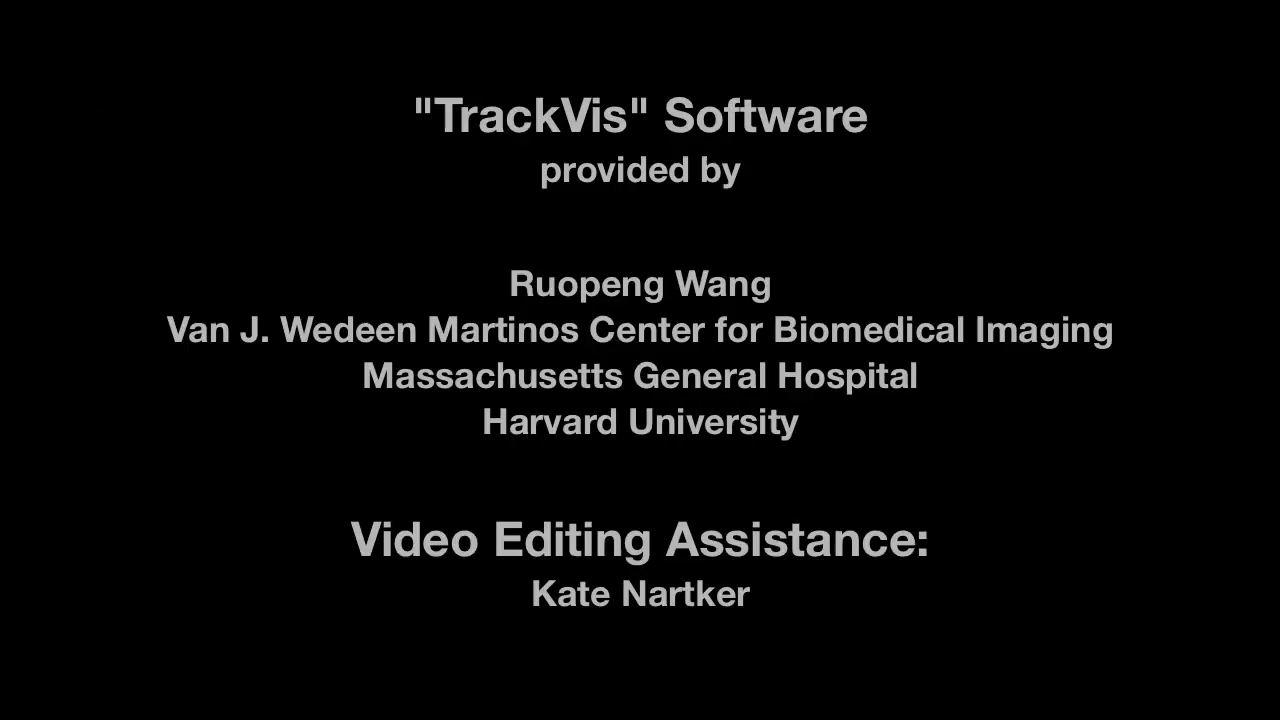 "TrackVis" Software
provided by
Ruopeng Wang
Van J. Wedeen Martinos Center for Biomedical Imaging
Massachusetts General Hospital
Harvard University
Video Editing Assistance:
Kate Nartker